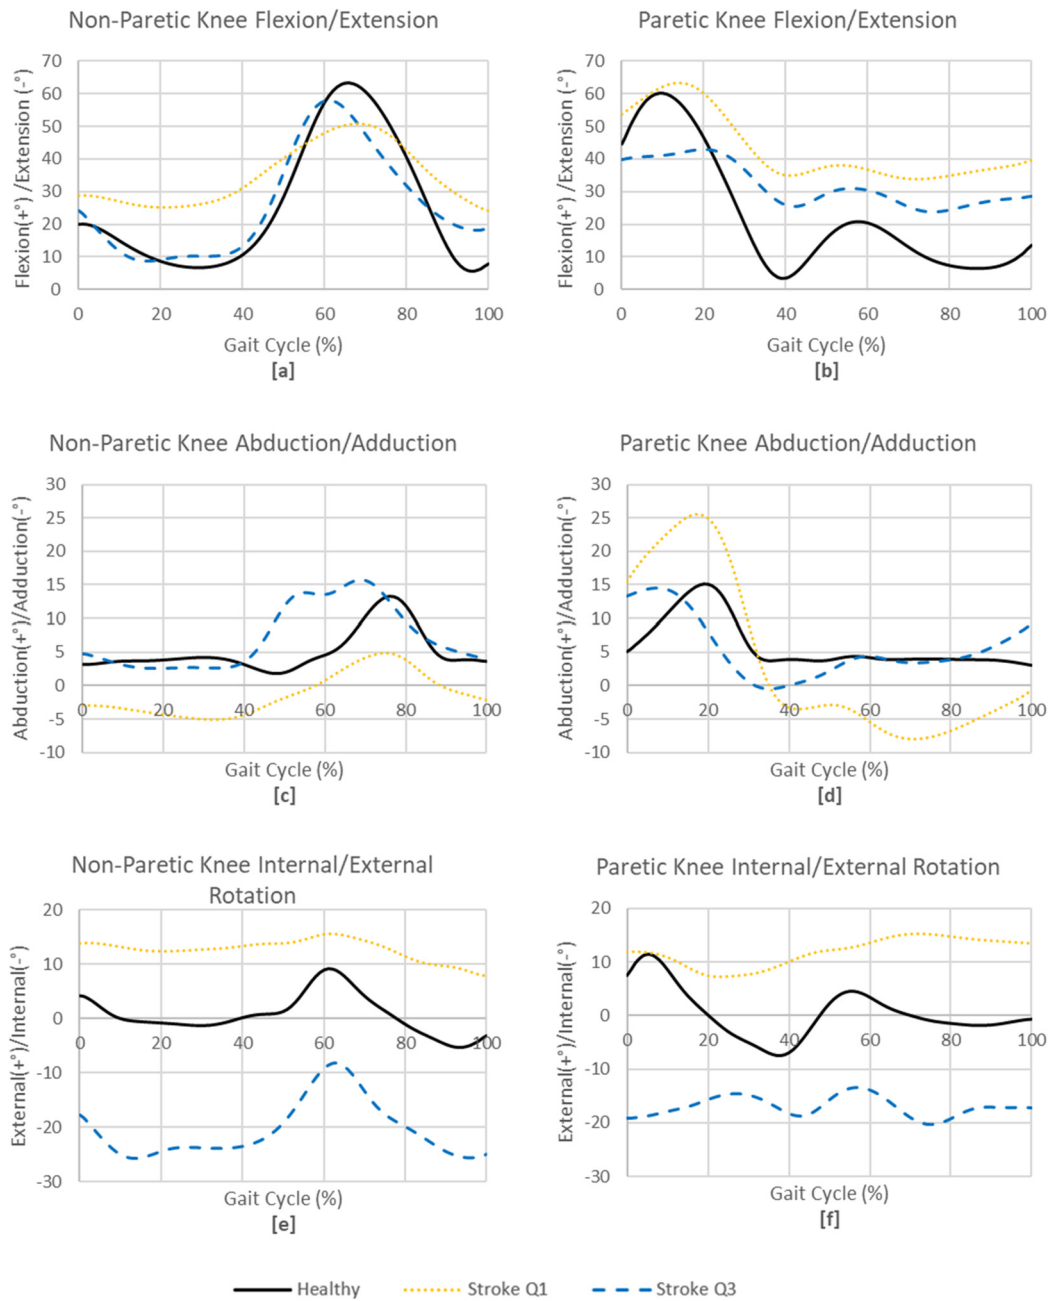 Non-Paretic Knee Flexion/Extension
Flexion(+°) /Extension (-°)
70
60
50
40
30
20
10
0
0 20 40 60 80 100
Gait Cycle (%)
[a]
Paretic Knee Flexion/Extension
Flexion(+°) /Extension (-°)
70
60
50
40
30
20
10
0
0 20 40 60 80 100
Gait Cycle (%)
[b]
Non-Paretic Knee Abduction/Adduction
Abduction(+°)/Adduction(-°)
30
25
20
15
10
5
0
-5
-10
0 20 40 60 80 100
Gait Cycle (%)
[c]
Paretic Knee Abduction/Adduction
Abduction(+°)/Adduction(-°)
30
25
20
15
10
5
0
-5
-10
0 20 40 60 80 100
Gait Cycle (%)
[d]
Non-Paretic Knee Internal/External
Rotation
External(+°)/Internal(-°)
20
10
0
-10
-20
-30
0 20 40 60 80 100
Gait Cycle (%)
[e]
Paretic Knee Internal/External Rotation
External(+°)/Internal(-°)
20
10
0
-10
-20
-30
0 20 40 60 80 100
Gait Cycle (%)
[f]
Healthy Stroke Q1 Stroke Q3